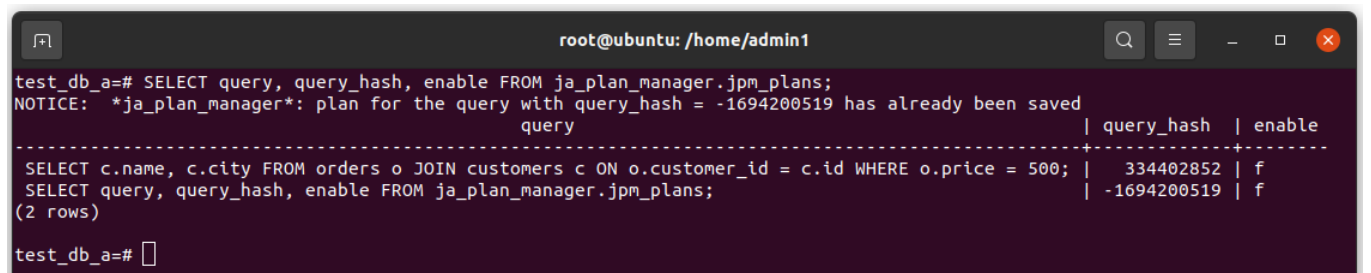 root@ubuntu: /home/admin1
test_db_a=# SELECT query, query_hash, enable FROM ja_plan_manager.jpm_plans;
NOTICE:  *ja_plan_manager*: plan for the query with query_hash = -1694200519 has already been saved
                                              query                                               | query_hash  | enable
--------------------------------------------------------------------------------------------------+-------------+--------
 SELECT c.name, c.city FROM orders o JOIN customers c ON o.customer_id = c.id WHERE o.price = 500; |   334402852 | f
 SELECT query, query_hash, enable FROM ja_plan_manager.jpm_plans;                                  | -1694200519 | f
(2 rows)
test_db_a=#